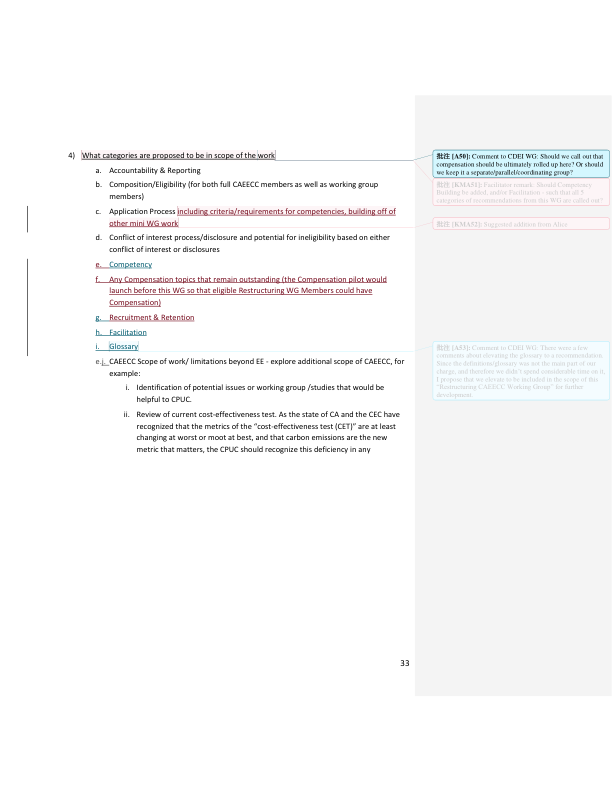 4) What categories are proposed to be in scope of the work
a. Accountability & Reporting
b. Composition/Eligibility (for both full CAEECC members as well as working group
members)
c. Application Process including criteria/requirements for competencies, building off of
other mini WG work
d. Conflict of interest process/disclosure and potential for ineligibility based on either
conflict of interest or disclosures
e. Competency
f. Any Compensation topics that remain outstanding (the Compensation pilot would
launch before this WG so that eligible Restructuring WG Members could have
Compensation)
g. Recruitment & Retention
h. Facilitation
i. Glossary
e.j. CAEECC Scope of work/ limitations beyond EE - explore additional scope of CAEECC, for
example:
i. Identification of potential issues or working group /studies that would be
helpful to CPUC.
ii. Review of current cost-effectiveness test. As the state of CA and the CEC have
recognized that the metrics of the “cost-effectiveness test (CET)” are at least
changing at worst or moot at best, and that carbon emissions are the new
metric that matters, the CPUC should recognize this deficiency in any
33
批注 [A50]: Comment to CDEI WG: Should we call out that
compensation should be ultimately rolled up here? Or should
we keep it a separate/parallel/coordinating group?
批注 [KMA51]: Facilitator remark: Should Competency
Building be added, and/or Facilitation - such that all 5
categories of recommendations from this WG are called out?
批注 [KMA52]: Suggested addition from Alice
批注 [A53]: Comment to CDEI WG: There were a few
comments about elevating the glossary to a recommendation.
Since the definition/glossary was not the main part of our
charge, and therefore we didn't spend considerable time on it,
I propose that we elevate to be included in the scope of this
“Restructuring CAEECC Working Group” for further
development